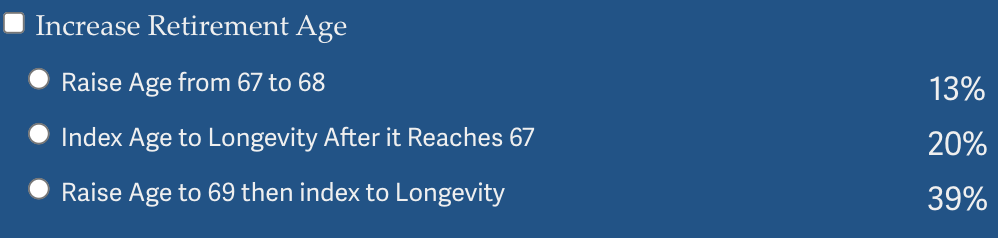 Increase Retirement Age
Raise Age from 67 to 68 13%
Index Age to Longevity After it Reaches 67 20%
Raise Age to 69 then index to Longevity 39%